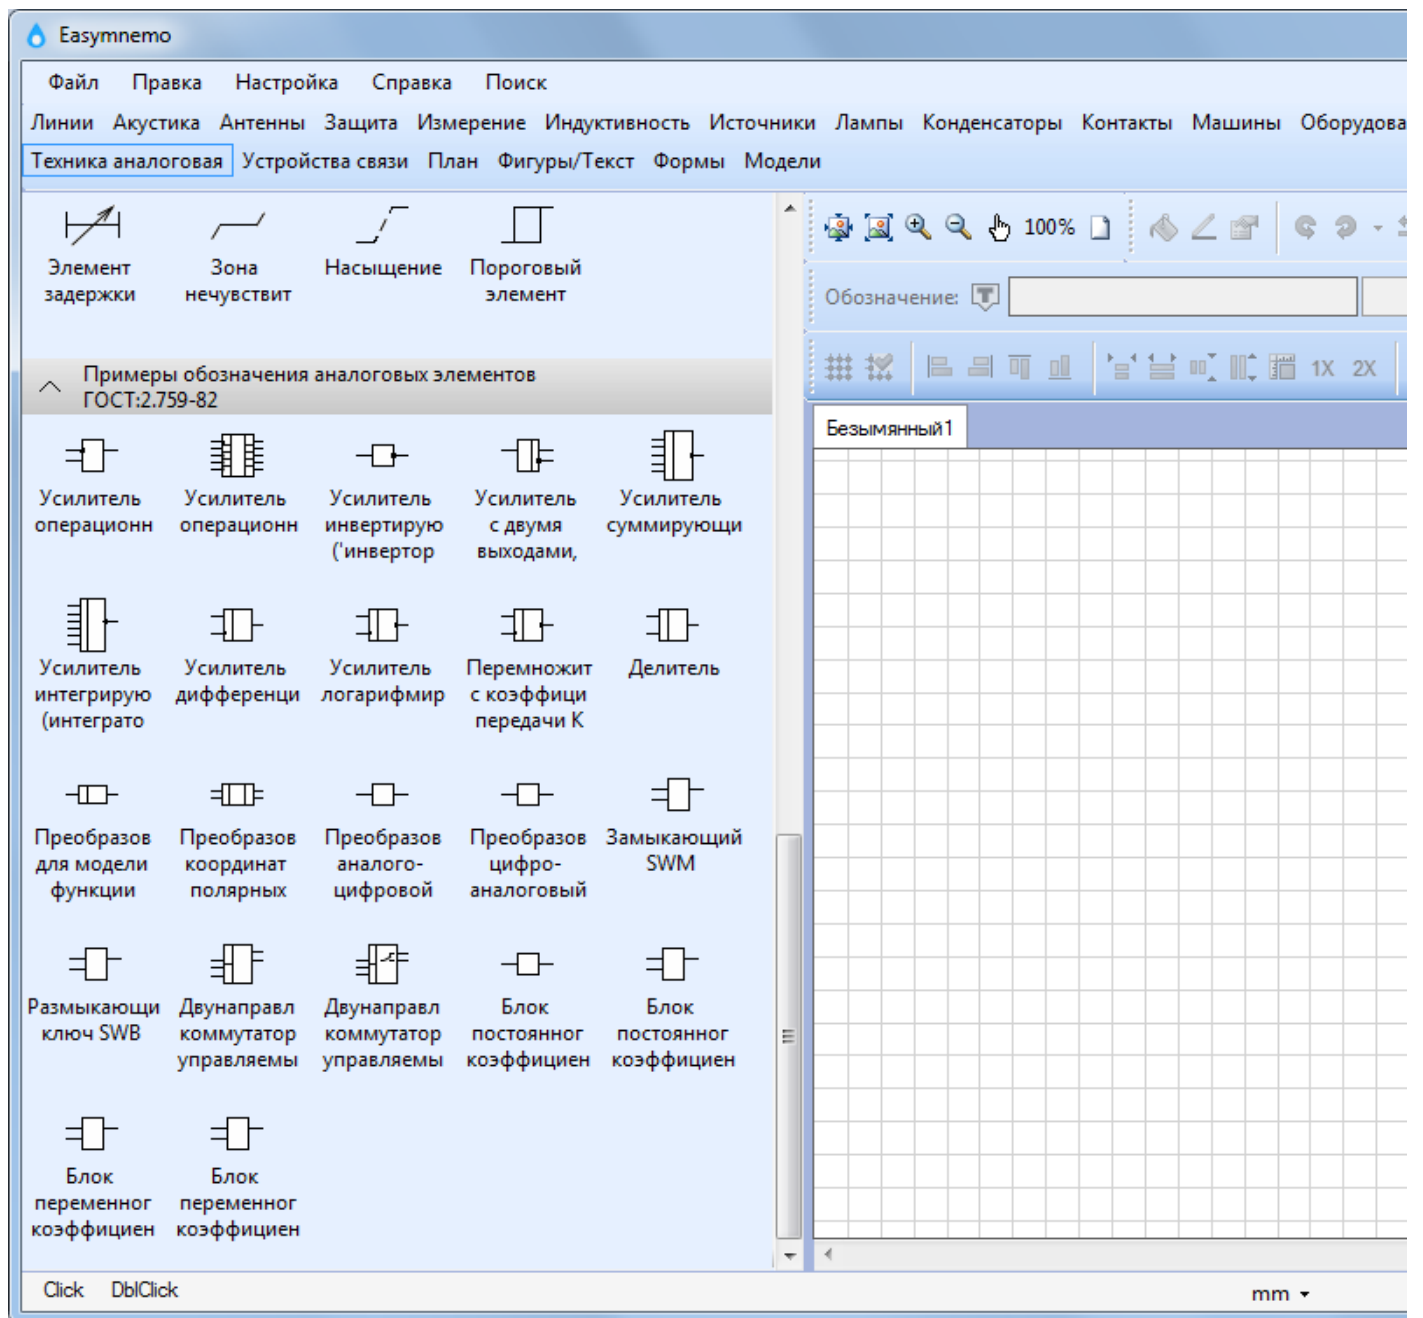 Easymnemo
Файл Правка Настройка Справка Поиск
Линии Акустика Антенны Защита Измерение Индуктивность Источники Лампы Конденсаторы Контакты Машины Оборудова
Техника аналоговая Устройства связи План Фигуры/Текст Формы Модели
100%
Элемент задержки
Зона нечувствит
Насыщение
Пороговый элемент
Обозначение:
1X 2X
Примеры обозначения аналоговых элементов
ГОСТ:2.759-82
Безымянный1
Усилитель Усилитель Усилитель Усилитель Усилитель
операционн операционн инвертирую с двумя суммирующи
('инвертор выходами,
Усилитель Усилитель Усилитель Перемножит Делитель
интегрирую дифференци логарифмир с коэффици
(интеграто передачи К
Преобразов Преобразов Преобразов Преобразов Замыкающий
для модели координат аналого- цифро- SWM
функции полярных цифровой аналоговый
Размыкающи Двунаправл Двунаправл Блок Блок
ключ SWB коммутатор коммутатор постоянног постоянног
управляемы управляемы коэффициен коэффициен
Блок Блок
переменног переменног
коэффициен коэффициен
Click DblClick
mm